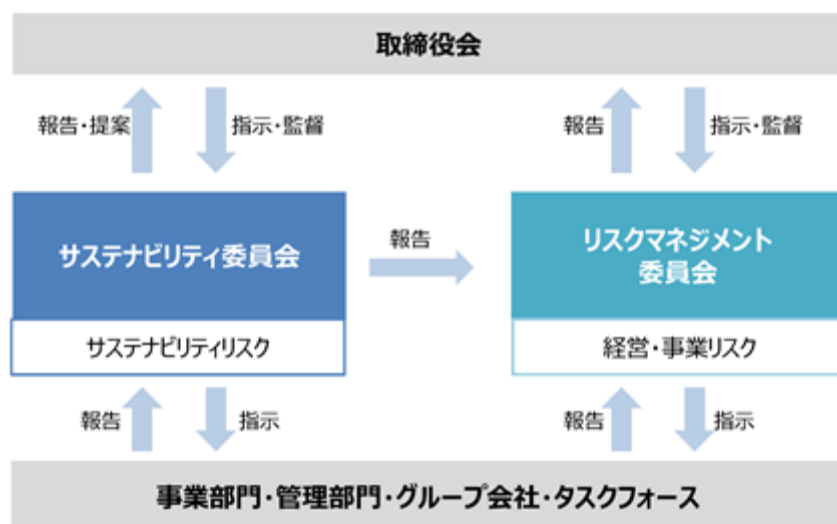 取締役会
報告・提案
指示・監督
報告
指示・監督
サステナビリティ委員会
報告
リスクマネジメント
委員会
サステナビリティリスク
経営・事業リスク
報告
指示
報告
指示
事業部門・管理部門・グループ会社・タスクフォース